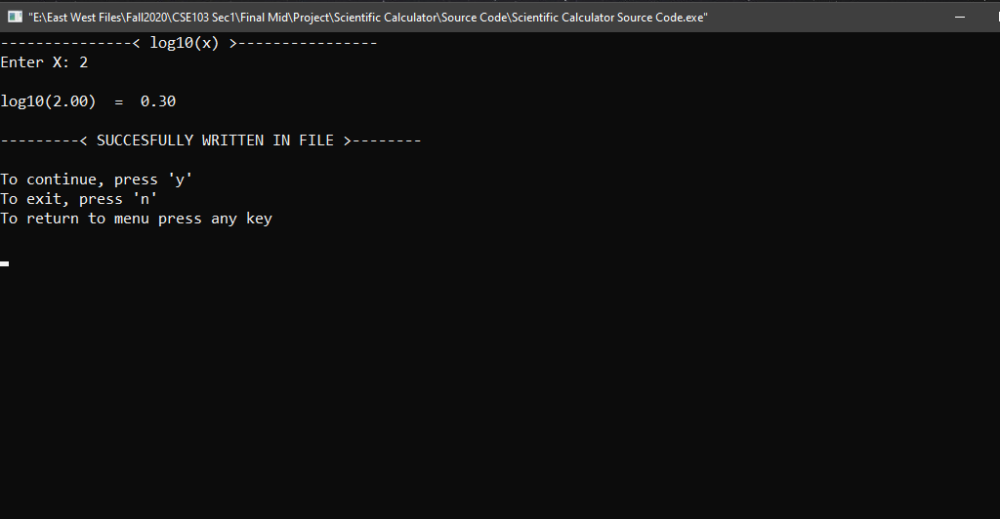 "E:\East West Files\Fall2020\CSE103 Sec1\Final Mid\Project\Scientific Calculator\Source Code\Scientific Calculator Source Code.exe"
---------------< log10(x) >----------------
Enter X: 2
log10(2.00)  =  0.30
---------< SUCCESFULLY WRITTEN IN FILE >--------
To continue, press 'y'
To exit, press 'n'
To return to menu press any key